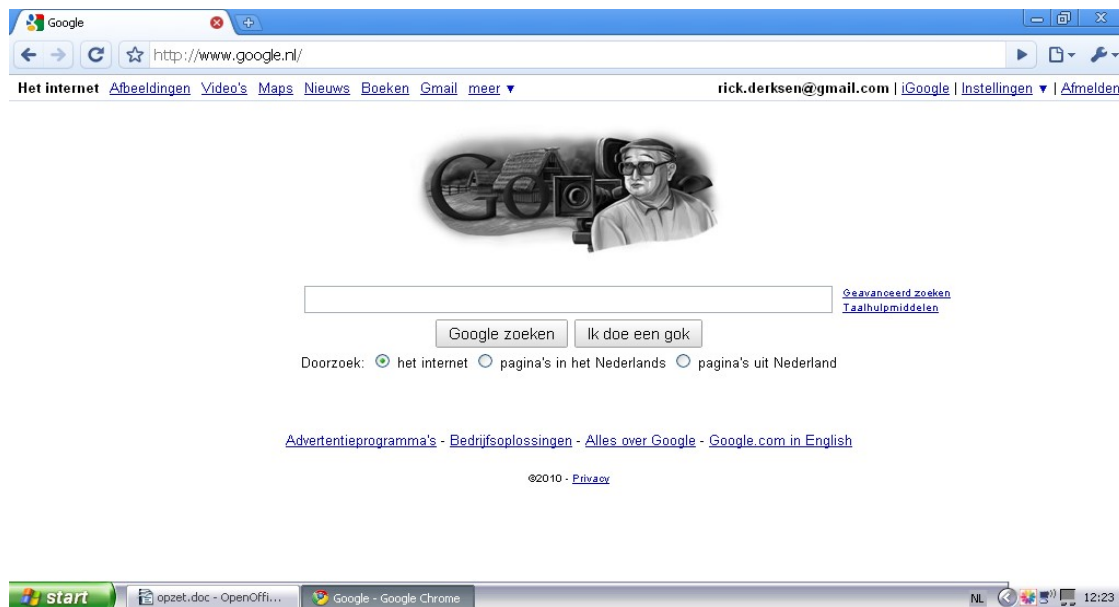 Google
http://www.google.nl/
Het internet Afbeeldingen Video's Maps Nieuws Boeken Gmail meer ▼ rick.derksen@gmail.com | iGoogle | Instellingen ▼ | Afmelden
Goo
Geavanceerd zoeken
Taalhulpmiddelen
Google zoeken Ik doe een gok
Doorzoek: het internet pagina's in het Nederlands pagina's uit Nederland
Advertentieprogramma's - Bedrijfsoplossingen - Alles over Google - Google.com in English
©2010 - Privacy
start opzet.doc - OpenOffi... Google - Google Chrome NL 12:23